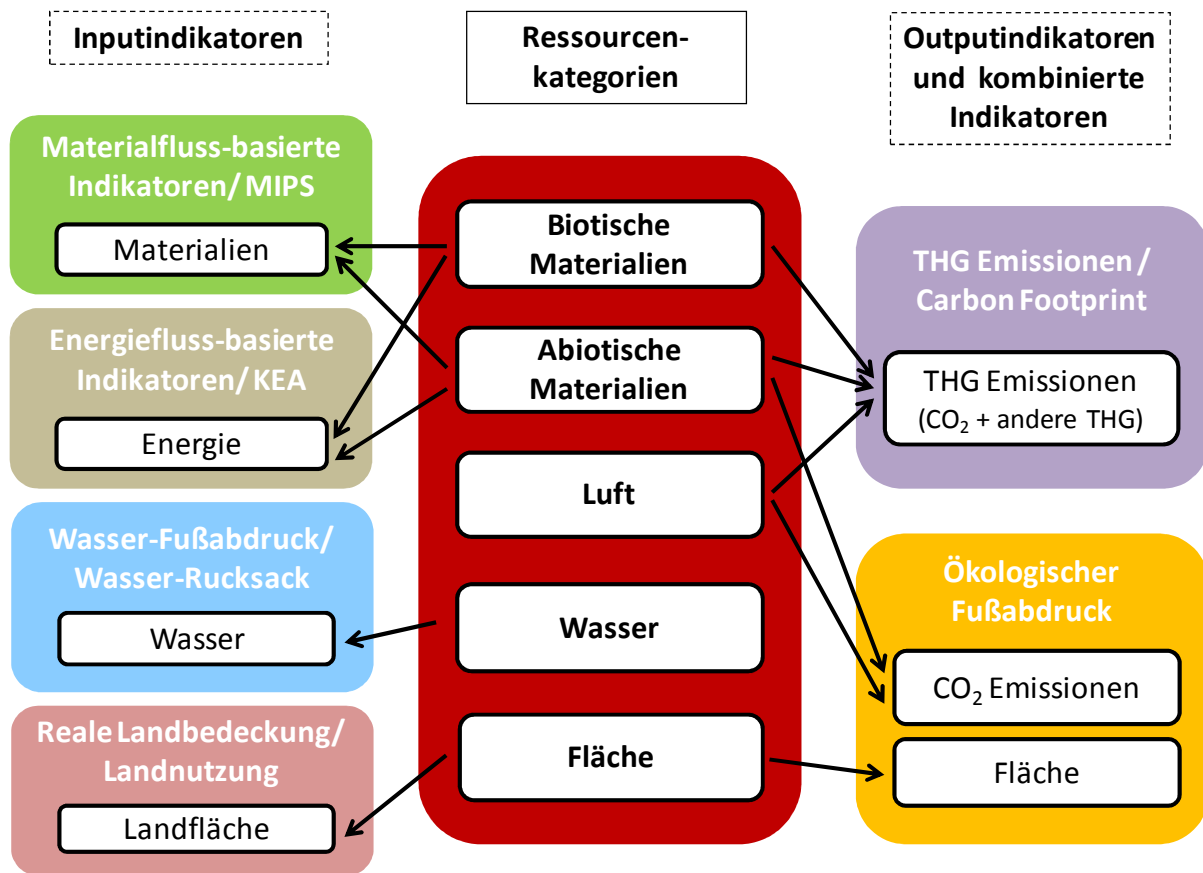 Inputindikatoren
Ressourcen-
kategorien
Outputindikatoren
und kombinierte
Indikatoren
Materialfluss-basierte
Indikatoren/ MIPS
Materialien
Energiefluss-basierte
Indikatoren/ KEA
Energie
Wasser-Fußabdruck/
Wasser-Rucksack
Wasser
Reale Landbedeckung/
Landnutzung
Landfläche
Biotische
Materialien
Abiotische
Materialien
Luft
Wasser
Fläche
THG Emissionen /
Carbon Footprint
THG Emissionen
(CO₂ + andere THG)
Ökologischer
Fußabdruck
CO₂ Emissionen
Fläche